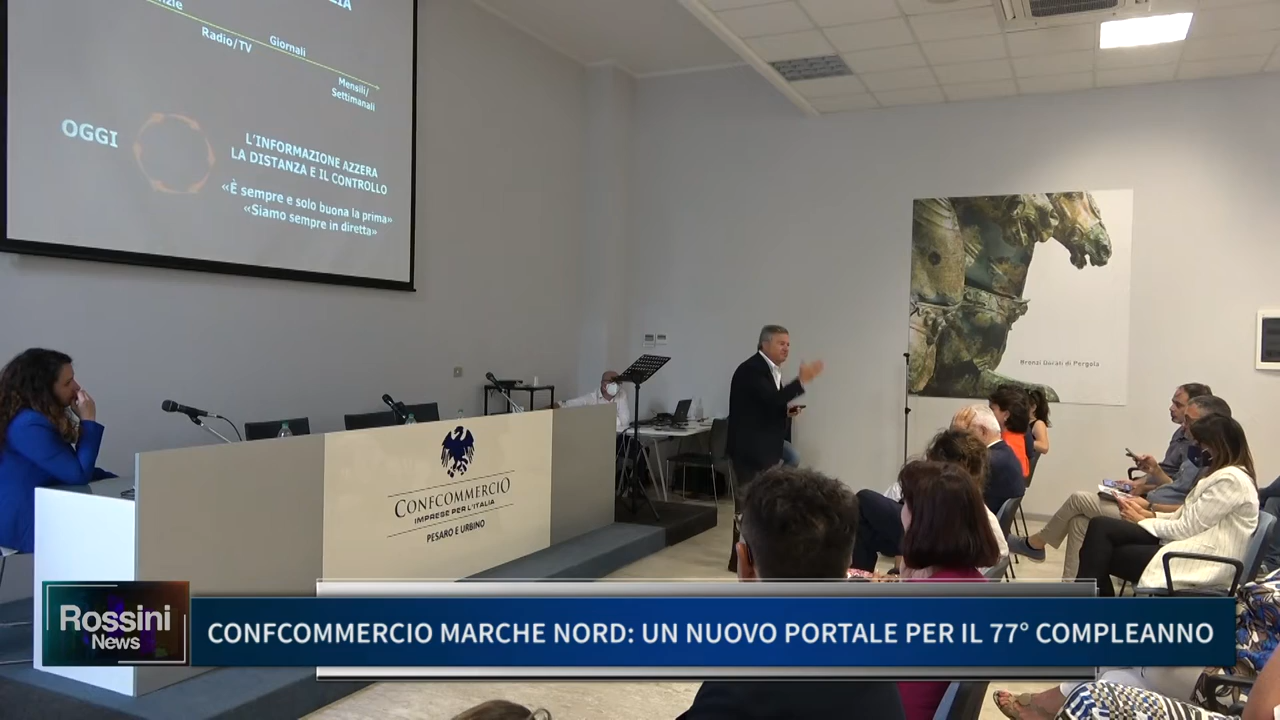 Radio/TV
Giornali
Mensili/
Settimanali
OGGI
L'INFORMAZIONE AZZERA
LA DISTANZA E IL CONTROLLO
«È sempre e solo buona la prima»
«Siamo sempre in diretta»
Bronzi Dorati di Pergola
CONFCOMMERCIO
IMPRESE PER L'ITALIA
PESARO E URBINO
Rossini
News
CONFCOMMERCIO MARCHE NORD: UN NUOVO PORTALE PER IL 77° COMPLEANNO